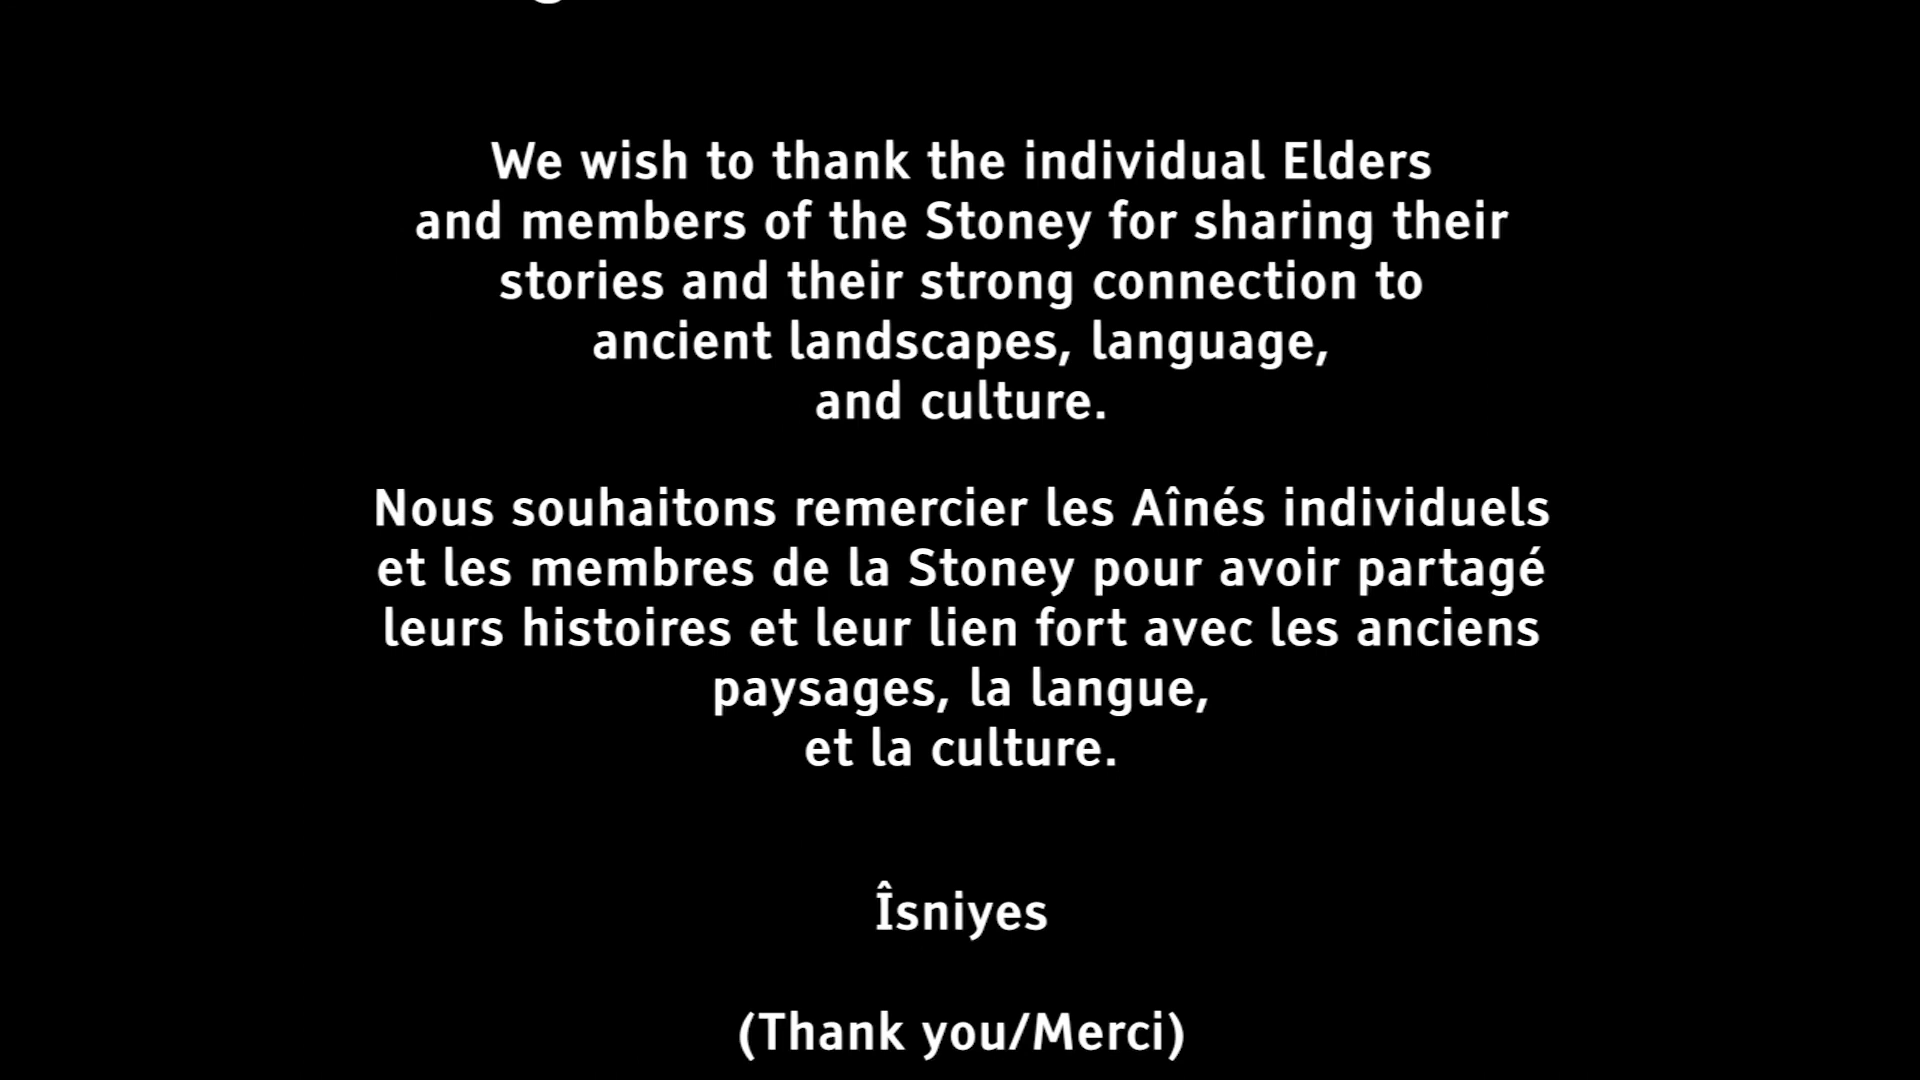 We wish to thank the individual Elders
and members of the Stoney for sharing their
stories and their strong connection to
ancient landscapes, language,
and culture.
Nous souhaitons remercier les Aînés individuels
et les membres de la Stoney pour avoir partagé
leurs histoires et leur lien fort avec les anciens
paysages, la langue,
et la culture.
Îsniyes
(Thank you/Merci)